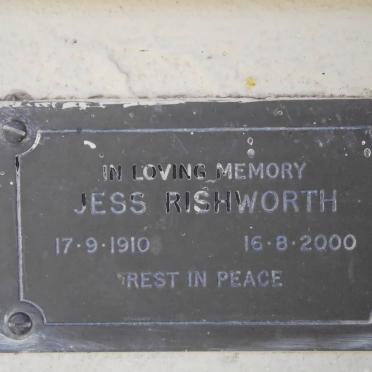 IN LOVING MEMORY
JESS RISHWORTH
17·9·1910 16·8·2000
REST IN PEACE